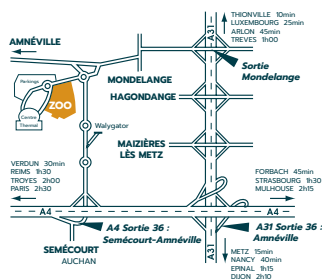 THIONVILLE 10min
LUXEMBOURG 25min
ARLON 45min
TREVES 1h00
A31
AMNÉVILLE
Sortie
Mondelange
MONDELANGE
Parkings
HAGONDANGE
ZOO
Centre
Thermal
Walygator
MAIZIÈRES
LÈS METZ
VERDUN 30min
REIMS 1h30
TROYES 2h00
PARIS 2h30
FORBACH 45min
STRASBOURG 1h30
MULHOUSE 2h15
A4
A4
A4 Sortie 36 :
Semécourt-Amnéville
A31 Sortie 36 :
Amnéville
SEMÉCOURT
AUCHAN
A31
METZ 15min
NANCY 40min
EPINAL 1h15
DIJON 2h10